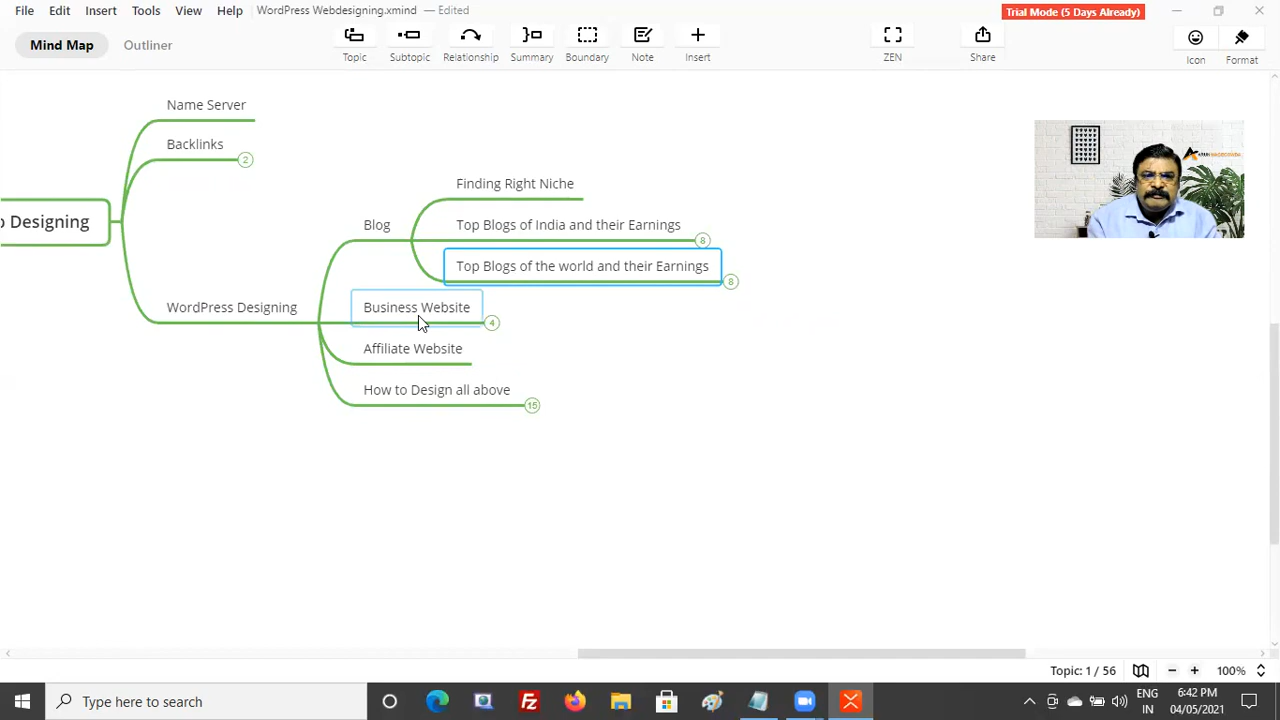 File Edit Insert Tools View Help WordPress Webdesigning.xmind — Edited Trial Mode (5 Days Already)
Mind Map Outliner
Topic Subtopic Relationship Summary Boundary Note Insert ZEN Share Icon Format
Name Server
Backlinks
2
Designing
Finding Right Niche
Blog
Top Blogs of India and their Earnings
8
Top Blogs of the world and their Earnings
8
WordPress Designing
Business Website
4
Affiliate Website
How to Design all above
15
Topic: 1 / 56 100%
Type here to search
ENG
IN
6:42 PM
04/05/2021